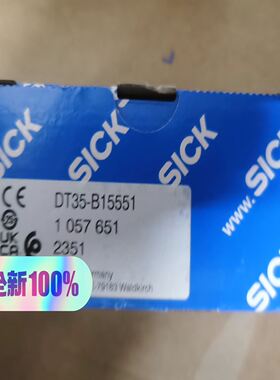 SICK
SICK
SICK
SICK
CE
DT35-B15551
1 057 651
UK
CA
6
2351
many
-79183 Waldkirch
全新100%